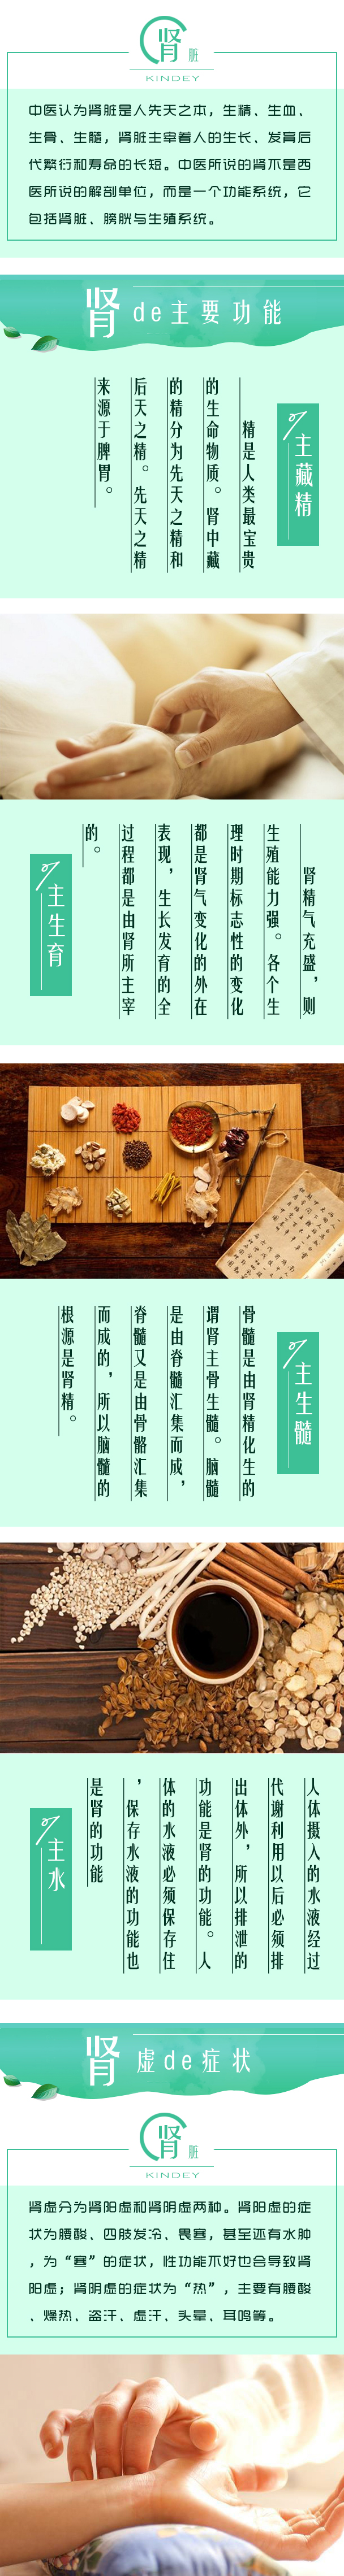 肾脏
KINDEY
中医认为肾脏是人先天之本，生精、生血、
生骨、生髓，肾脏主宰着人的生长、发育后
代繁衍和寿命的长短。中医所说的肾不是西
医所说的解剖单位，而是一个功能系统，它
包括肾脏、膀胱与生殖系统。
肾de主要功能
主藏精
精是人类最宝贵
的生命物质。肾中藏
的精分为先天之精和
后天之精。先天之精
来源于脾胃。
主生育
肾精气充盛，则
生殖能力强。各个生
理时期标志性的变化
都是肾气变化的外在
表现，生长发育的全
过程都是由肾所主宰
的。
主生髓
骨髓是由肾精化生的
谓肾主骨生髓。脑髓
是由脊髓汇集而成，
脊髓又是由骨骼汇集
而成的，所以脑髓的
根源是肾精。
主水
人体摄入的水液经过
代谢利用以后必须排
出体外，所以排泄的
功能是肾的功能。人
体的水液必须保存住
，保存水液的功能也
是肾的功能
肾虚de症状
肾脏
KINDEY
肾虚分为肾阳虚和肾阴虚两种。肾阳虚的症
状为腰酸、四肢发冷、畏寒，甚至还有水肿
，为“寒”的症状，性功能不好也会导致肾
阳虚；肾阴虚的症状为“热”，主要有腰酸
、燥热、盗汗、虚汗、头晕、耳鸣等。